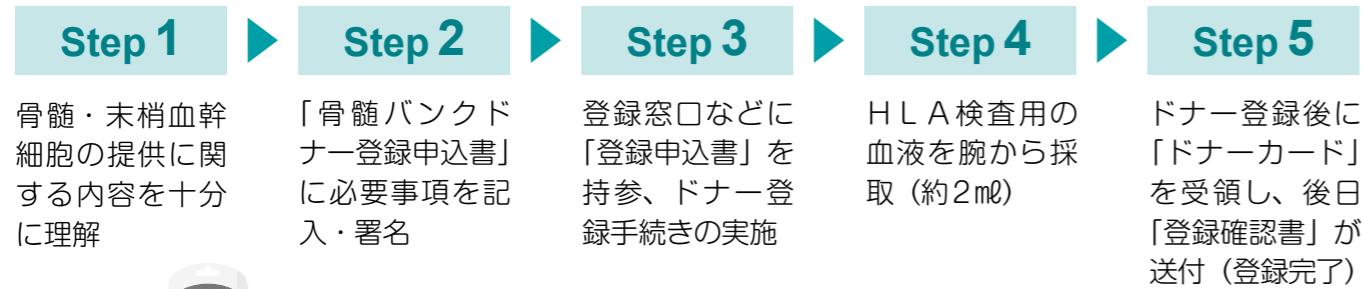 Step 1
骨髄・末梢血幹
細胞の提供に関
する内容を十分
に理解
Step 2
「骨髄バンクド
ナー登録申込書」
に必要事項を記
入・署名
Step 3
登録窓口などに
「登録申込書」を
持参、ドナー登
録手続きの実施
Step 4
ＨＬＡ検査用の
血液を腕から採
取（約2㎖）
Step 5
ドナー登録後に
「ドナーカード」
を受領し、後日
「登録確認書」が
送付（登録完了）